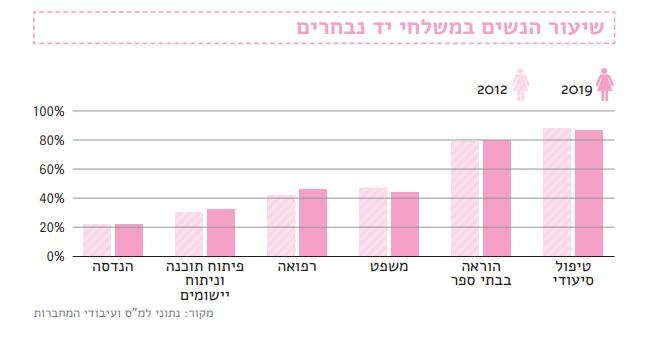 שיעור הנשים במשלחי יד נבחרים
2019
2012
100%
80%
60%
40%
20%
0%
טיפול
סיעודי
הוראה
בבתי ספר
משפט
רפואה
פיתוח תוכנה
וניתוח
יישומים
הנדסה
מקור: נתוני למ"ס ועיבודי המחברות